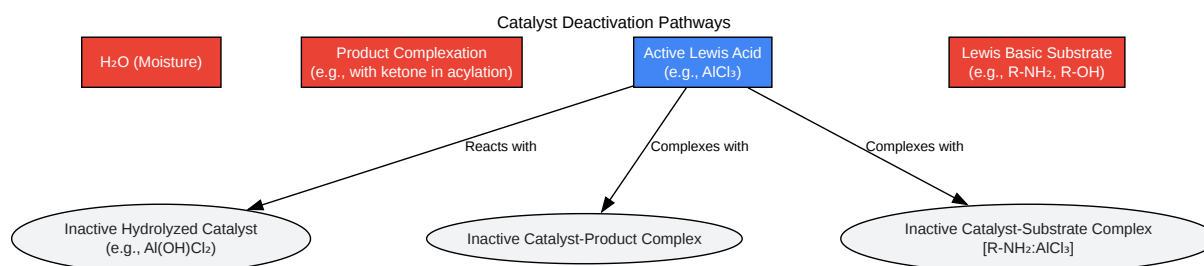 Catalyst Deactivation Pathways
H₂O (Moisture)
Product Complexation
(e.g., with ketone in acylation)
Active Lewis Acid
(e.g., AlCl₃)
Lewis Basic Substrate
(e.g., R-NH₂, R-OH)
Reacts with
Complexes with
Complexes with
Inactive Hydrolyzed Catalyst
(e.g., Al(OH)Cl₂)
Inactive Catalyst-Product Complex
Inactive Catalyst-Substrate Complex
[R-NH₂:AlCl₃]